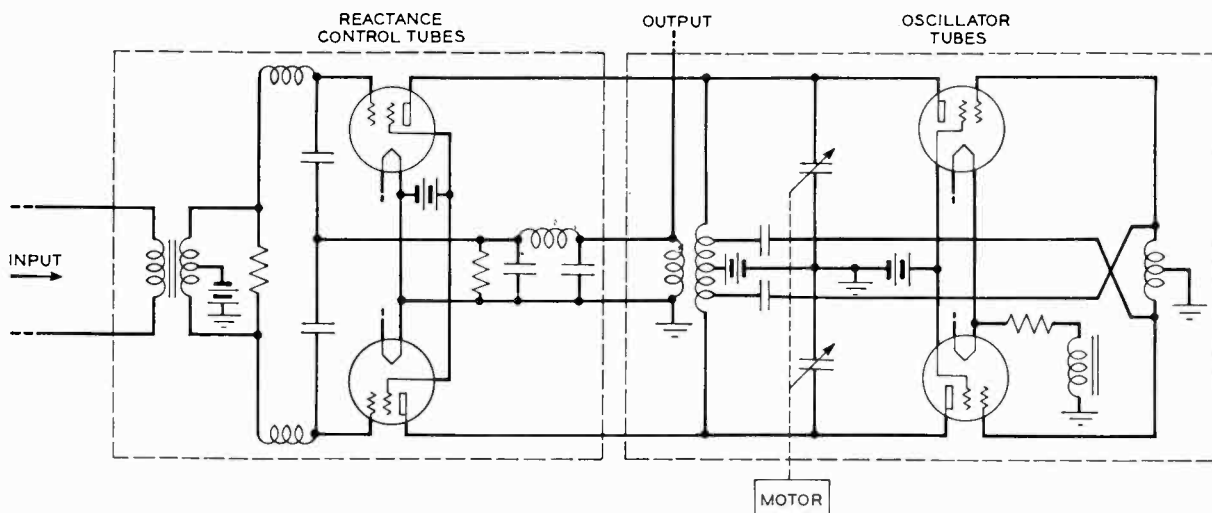 REACTANCE
CONTROL TUBES
OUTPUT
OSCILLATOR
TUBES
INPUT
MOTOR